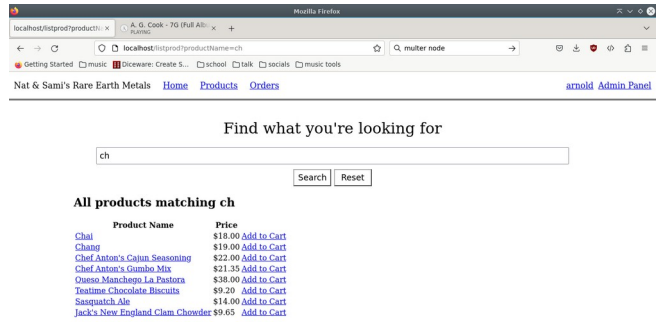 Mozilla Firefox
localhost/listprod?productN
A. G. Cook - 7G (Full Alb
PLAYING
localhost/listprod?productName=ch
multer node
Getting Started music Diceware: Create S... school talk socials music tools
Nat & Sami's Rare Earth Metals Home Products Orders arnold Admin Panel
Find what you're looking for
ch
Search Reset
All products matching ch
Product Name Price
Chai $18.00 Add to Cart
Chang $19.00 Add to Cart
Chef Anton's Cajun Seasoning $22.00 Add to Cart
Chef Anton's Gumbo Mix $21.35 Add to Cart
Queso Manchego La Pastora $38.00 Add to Cart
Teatime Chocolate Biscuits $9.20 Add to Cart
Sasquatch Ale $14.00 Add to Cart
Jack's New England Clam Chowder $9.65 Add to Cart